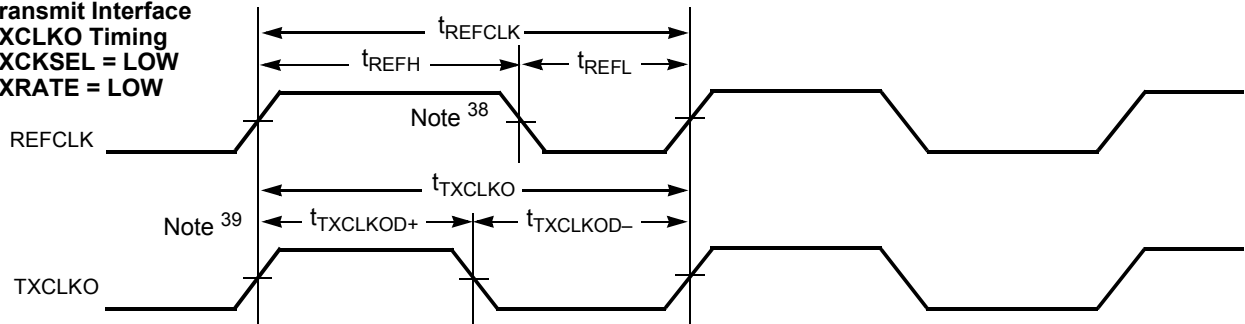 ransmit Interface
XCLKO Timing
XCKSEL = LOW
XRATE = LOW
tREFCLK
tREFH
tREFL
Note 38
REFCLK
tTXCLKO
Note 39
tTXCLKOD+
tTXCLKOD–
TXCLKO